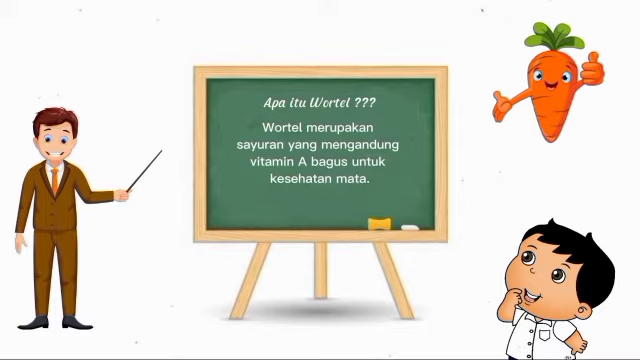 Apa itu Wortel ???
Wortel merupakan
sayuran yang mengandung
vitamin A bagus untuk
kesehatan mata.